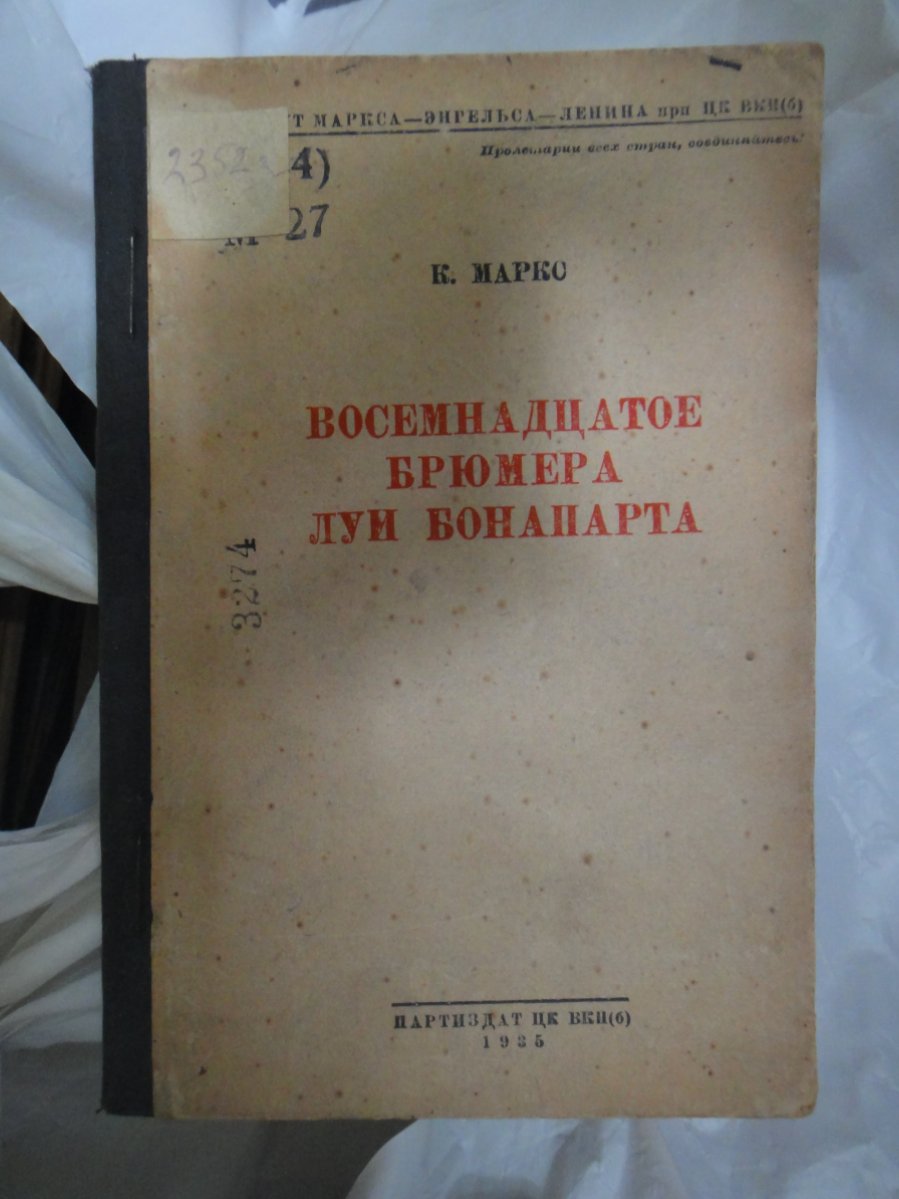 МАРКСА—ЭНГЕЛЬСА—ЛЕНИНА при ЦК ВКП(б)
Пролетарии всех стран, соединяйтесь!
2352
4)
М 27
К. МАРКС
ВОСЕМНАДЦАТОЕ
БРЮМЕРА
ЛУИ БОНАПАРТА
3274
ПАРТИЗДАТ ЦК ВКП(б)
1935